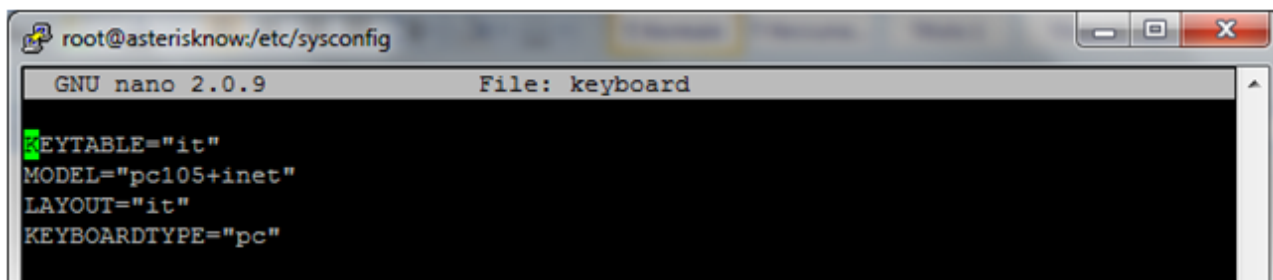 root@asterisknow:/etc/sysconfig
GNU nano 2.0.9 File: keyboard
KEYTABLE="it"
MODEL="pc105+inet"
LAYOUT="it"
KEYBOARDTYPE="pc"